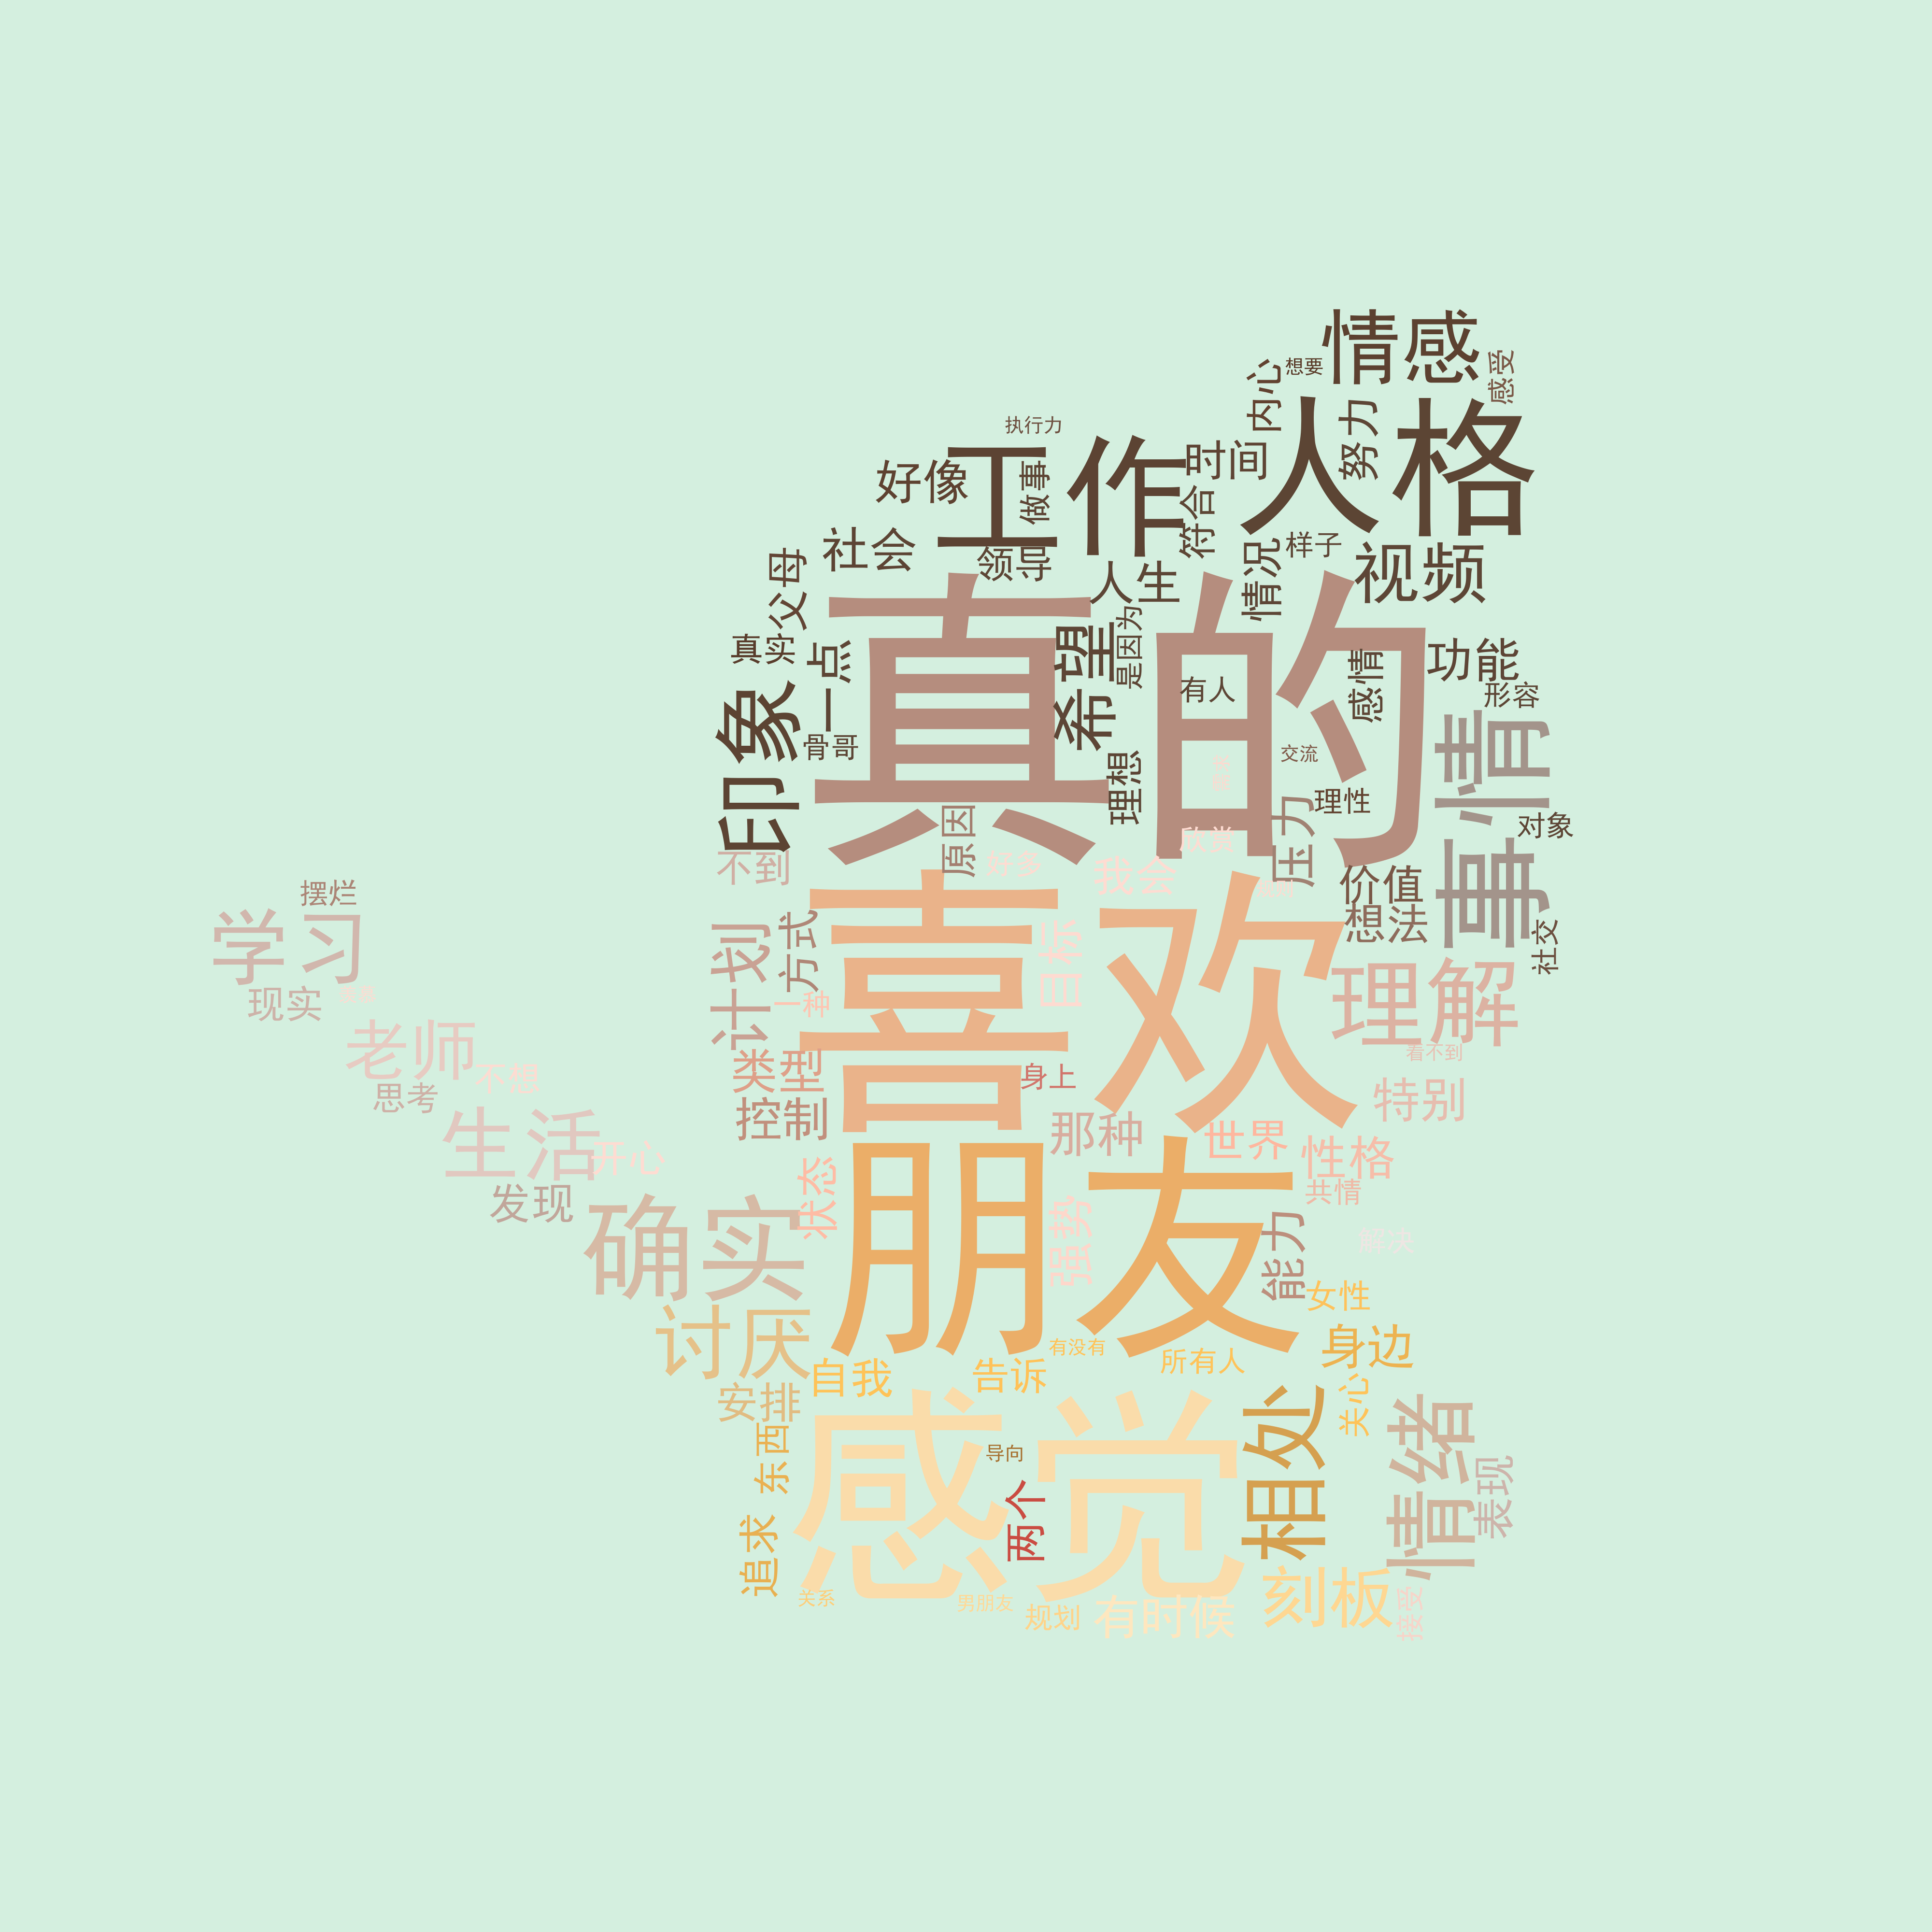 情感
想要
感受
内心
人格
努力
执行力
工作
时间
好像
做事
符合
社会
领导
样子
视频
情况
父母
人生
真的
真实
一点
希望
是因为
有人
感情
功能
形容
印象
骨哥
交流
事情
理想
理性
压力
对象
原因
欣赏
不到
好多
我会
价值
摆烂
想法
学习
社交
计划
方式
喜欢
目标
理解
现实
一种
老师
看不到
类型
身上
不想
思考
特别
控制
那种
世界
性格
生活
开心
状态
朋友
共情
发现
确实
强势
能力
解决
女性
讨厌
有没有
所有人
身边
自我
告诉
安排
关心
感觉
相处
东西
导向
情绪
两个
表现
追求
关系
男朋友
规划
有时候
刻板
接受